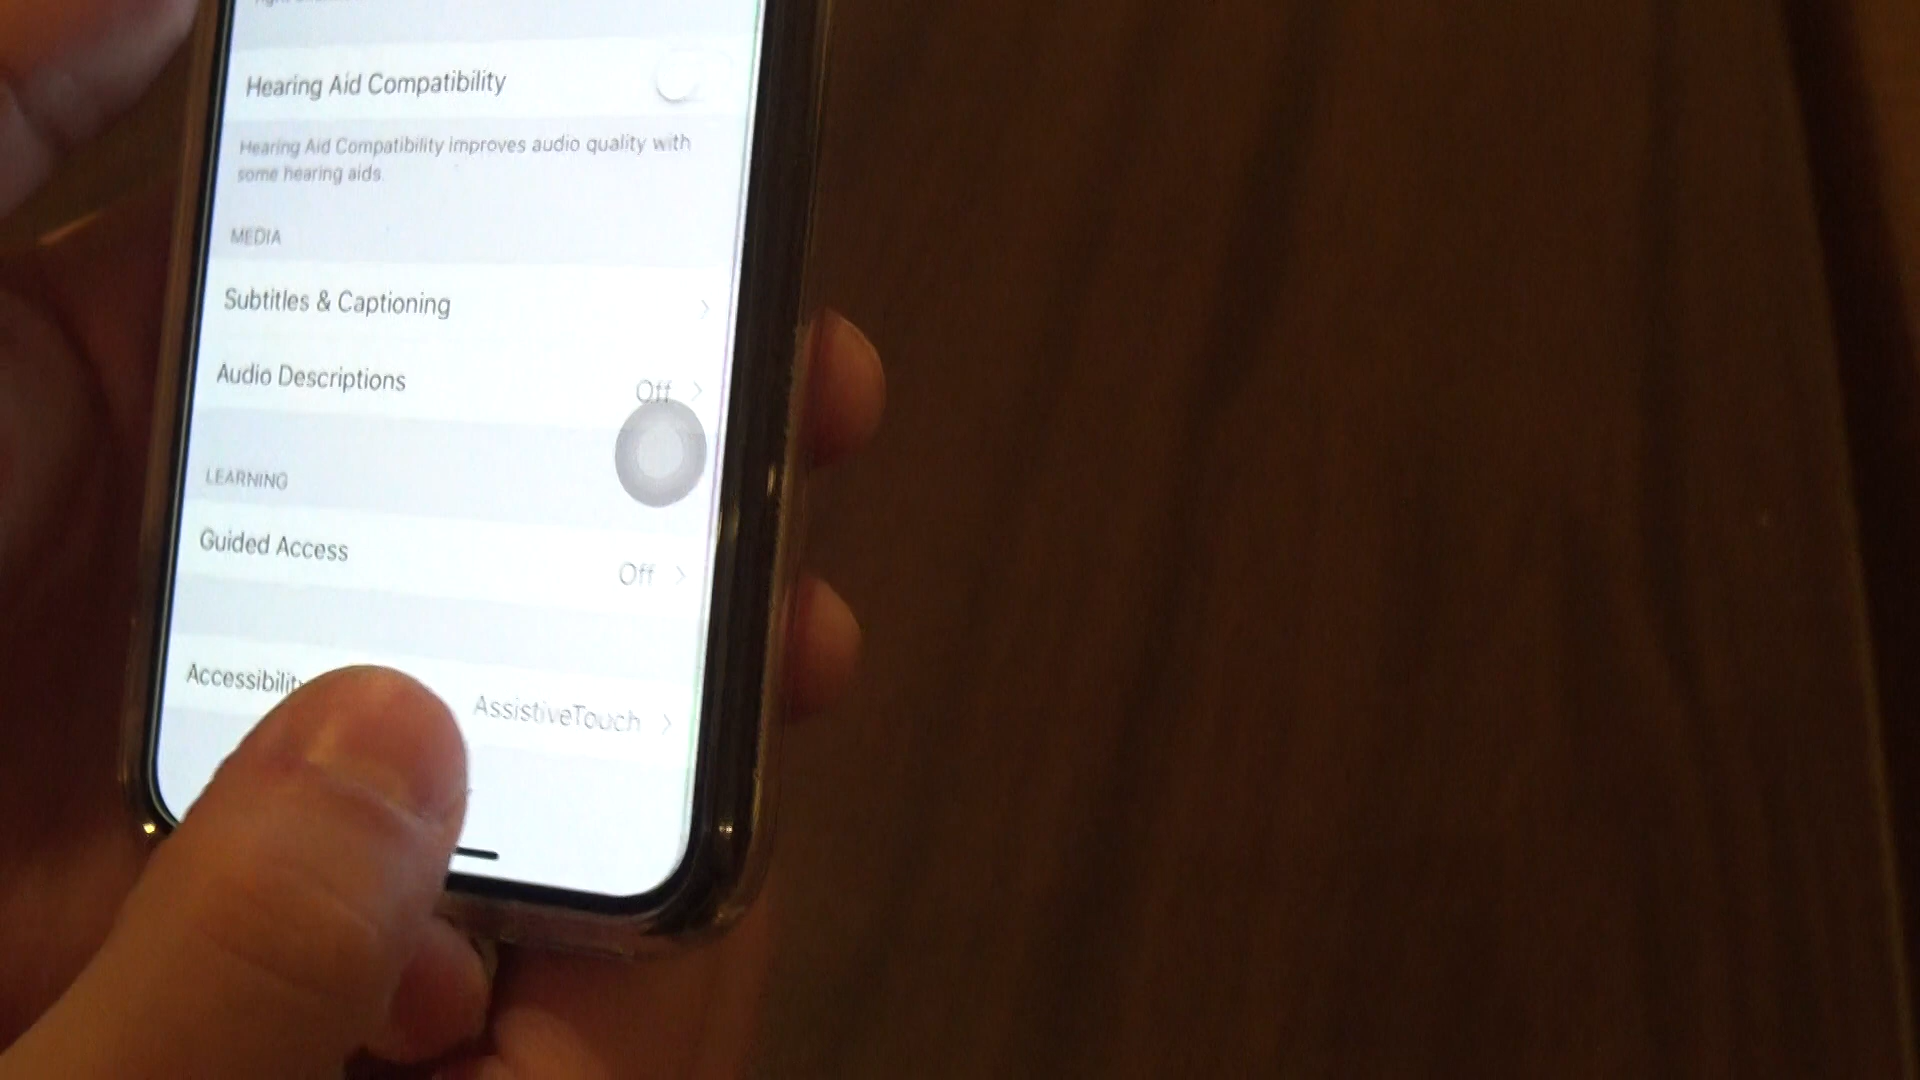 Hearing Aid Compatibility
Hearing Aid Compatibility improves audio quality with
some hearing aids.
MEDIA
Subtitles & Captioning
Audio Descriptions Off
LEARNING
Guided Access Off
AssistiveTouch